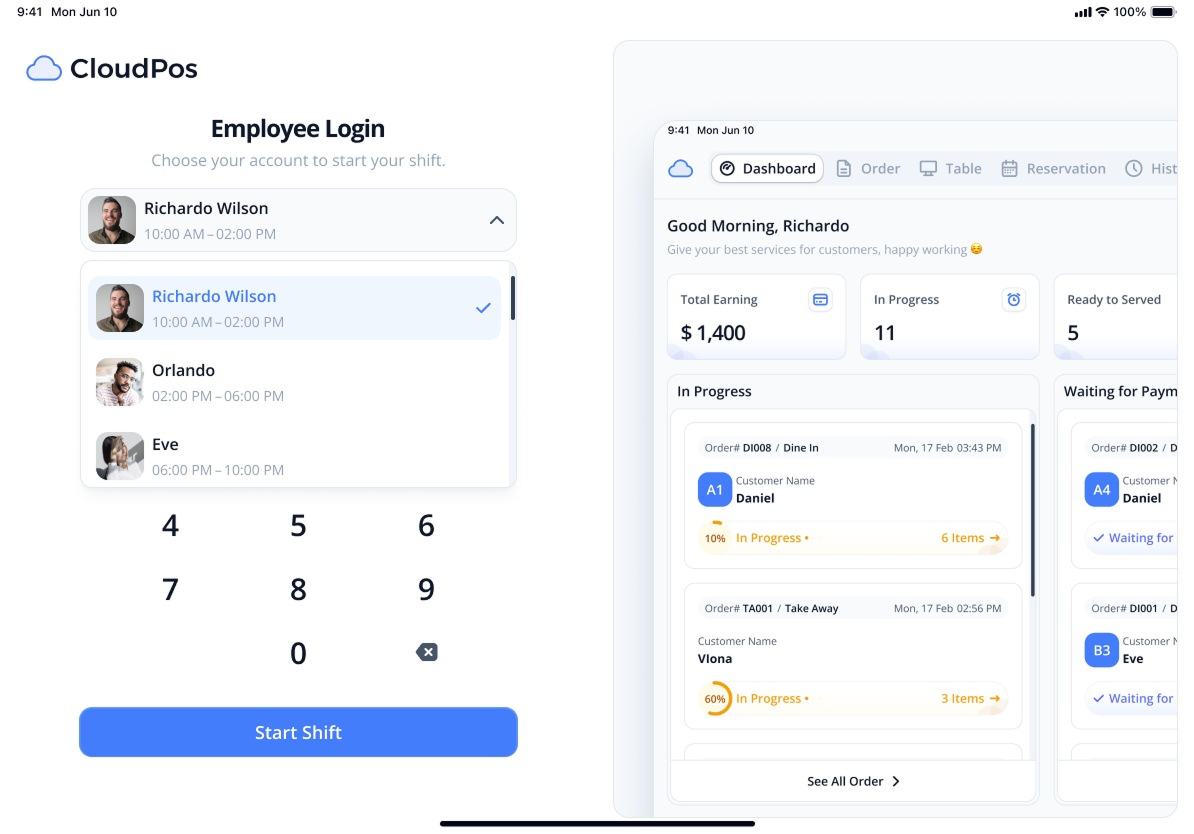 9:41 Mon Jun 10
100%
CloudPos
Employee Login
Choose your account to start your shift.
Richardo Wilson
10:00 AM – 02:00 PM
Richardo Wilson
10:00 AM – 02:00 PM
Orlando
02:00 PM – 06:00 PM
Eve
06:00 PM – 10:00 PM
4 5 6
7 8 9
0
Start Shift
9:41 Mon Jun 10
Dashboard Order Table Reservation Hist
Good Morning, Richardo
Give your best services for customers, happy working 😊
Total Earning
$ 1,400
In Progress
11
Ready to Served
5
In Progress
Order# DI008 / Dine In Mon, 17 Feb 03:43 PM
A1
Customer Name
Daniel
10% In Progress • 6 Items →
Order# TA001 / Take Away Mon, 17 Feb 02:56 PM
Customer Name
Vlona
60% In Progress • 3 Items →
See All Order
Waiting for Paym
Order# DI002 / D
A4
Customer N
Daniel
Waiting for
Order# DI001 / D
B3
Customer N
Eve
Waiting for